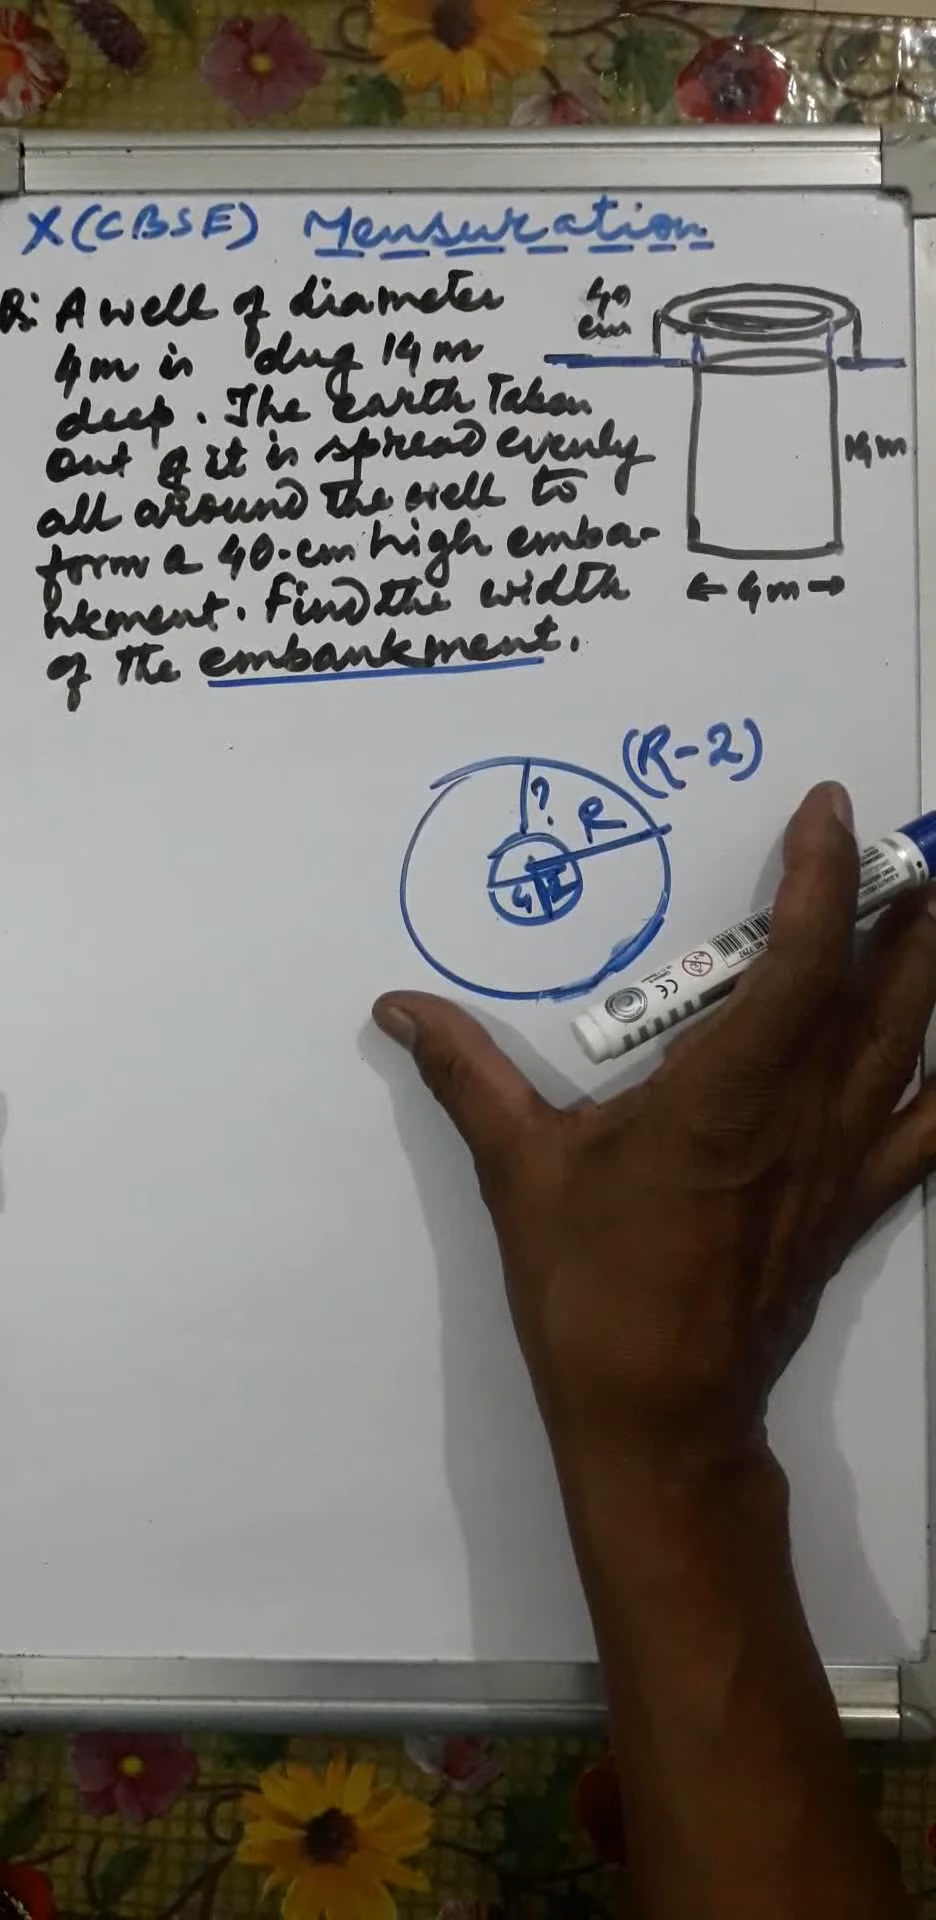 X (CBSE) Mensuration
Q: A well of diameter
4m is dug 14m
deep. The earth taken
out of it is spread evenly
all around the well to
form a 40-cm high emba-
nkment. Find the width
of the embankment.
40
cm
14m
← 4m →
(R-2)
?
R
4
2
CE